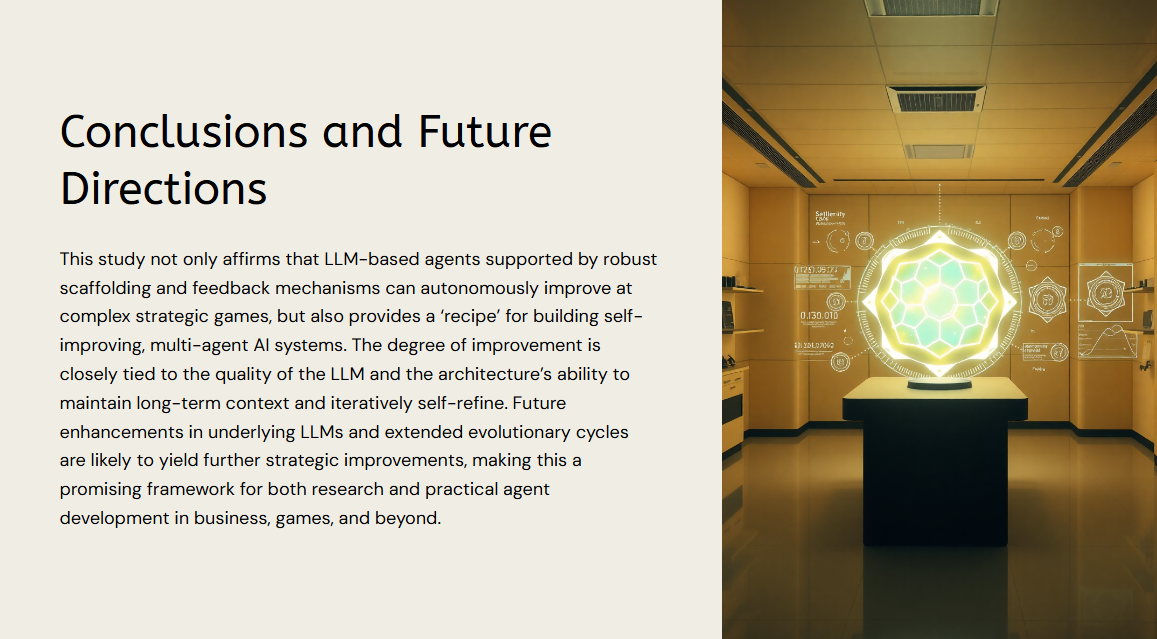 Conclusions and Future
Directions
This study not only affirms that LLM-based agents supported by robust
scaffolding and feedback mechanisms can autonomously improve at
complex strategic games, but also provides a ‘recipe’ for building self-
improving, multi-agent AI systems. The degree of improvement is
closely tied to the quality of the LLM and the architecture’s ability to
maintain long-term context and iteratively self-refine. Future
enhancements in underlying LLMs and extended evolutionary cycles
are likely to yield further strategic improvements, making this a
promising framework for both research and practical agent
development in business, games, and beyond.
0.130.010